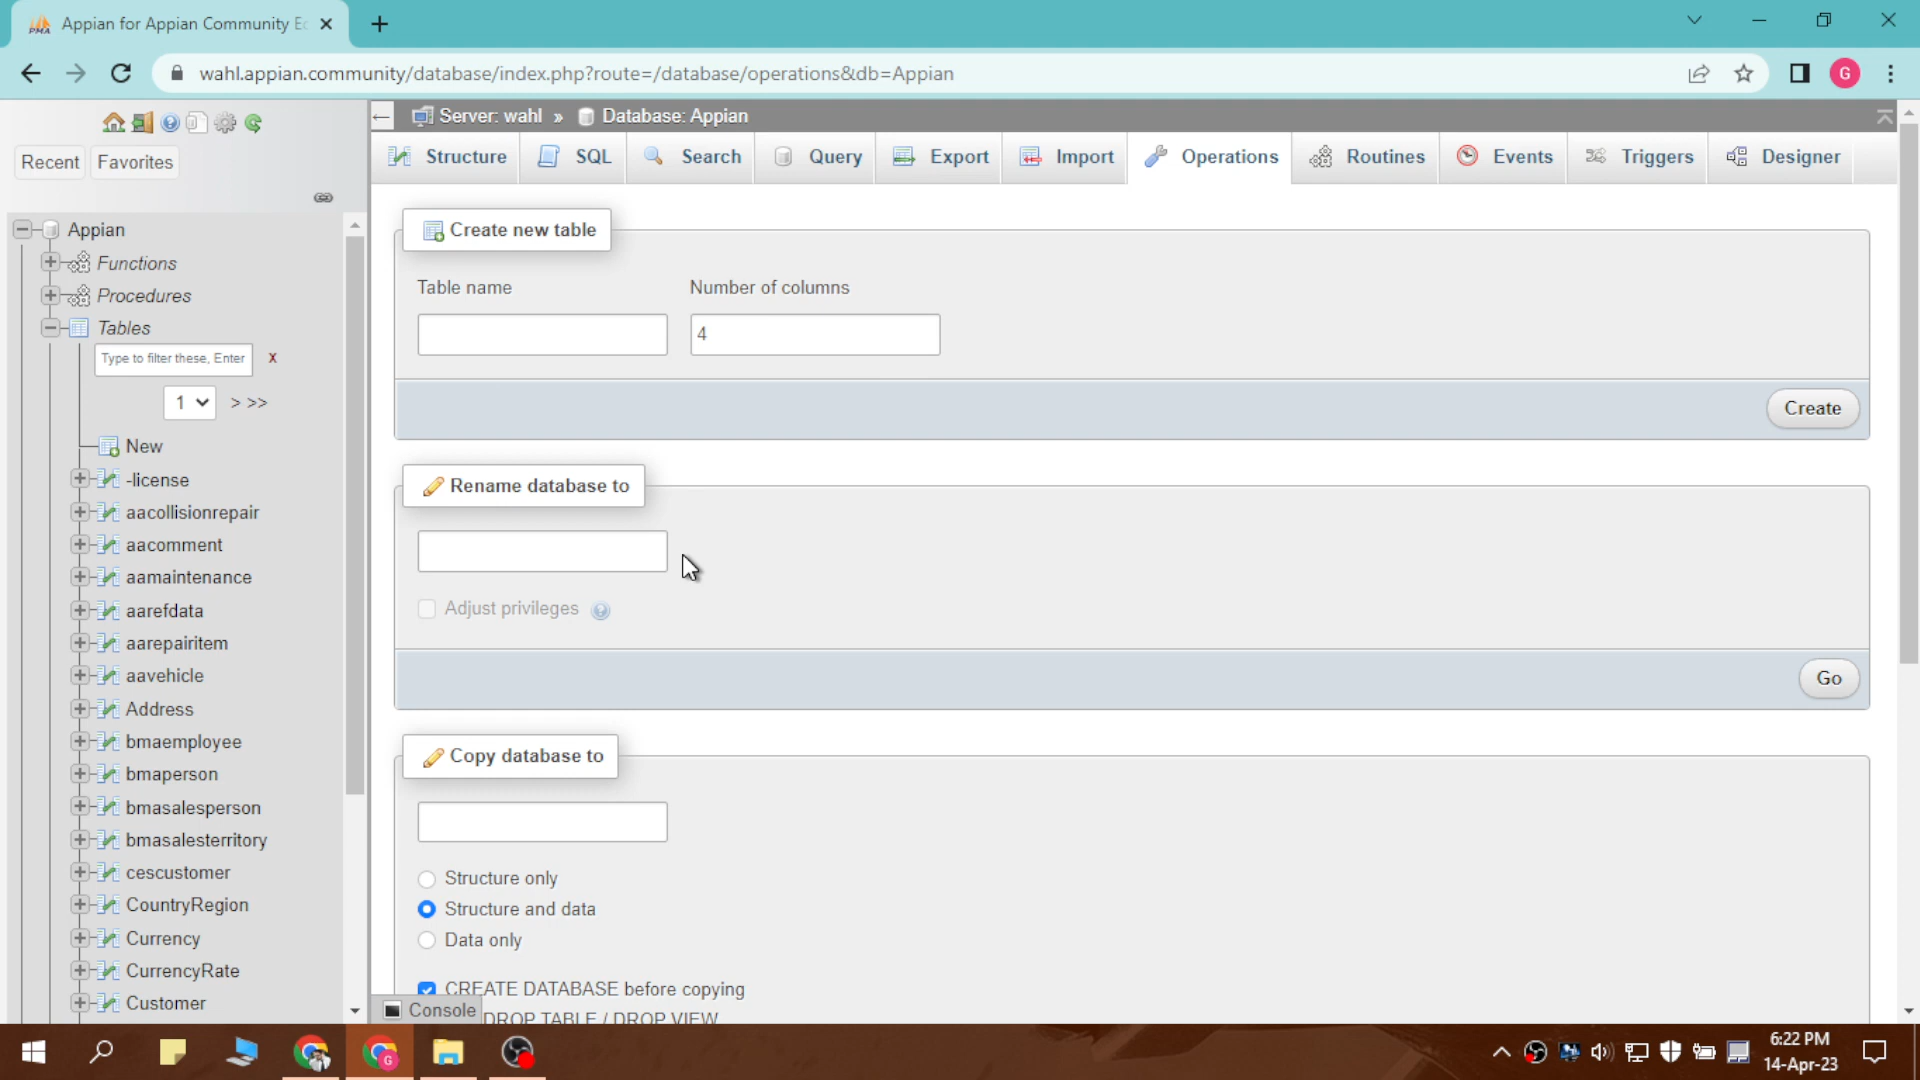 Appian for Appian Community Ed
wahl.appian.community/database/index.php?route=/database/operations&db=Appian
G
Recent
Favorites
Server: wahl » Database: Appian
Structure
SQL
Search
Query
Export
Import
Operations
Routines
Events
Triggers
Designer
Appian
Functions
Procedures
Tables
Type to filter these, Enter
X
1
> >>
New
-license
aacollisionrepair
aacomment
aamaintenance
aarefdata
aarepairitem
aavehicle
Address
bmaemployee
bmaperson
bmasalesperson
bmasalesterritory
cescustomer
CountryRegion
Currency
CurrencyRate
Customer
Create new table
Table name
Number of columns
4
Create
Rename database to
Adjust privileges
Go
Copy database to
Structure only
Structure and data
Data only
CREATE DATABASE before copying
DROP TABLE / DROP VIEW
Console
6:22 PM
14-Apr-23